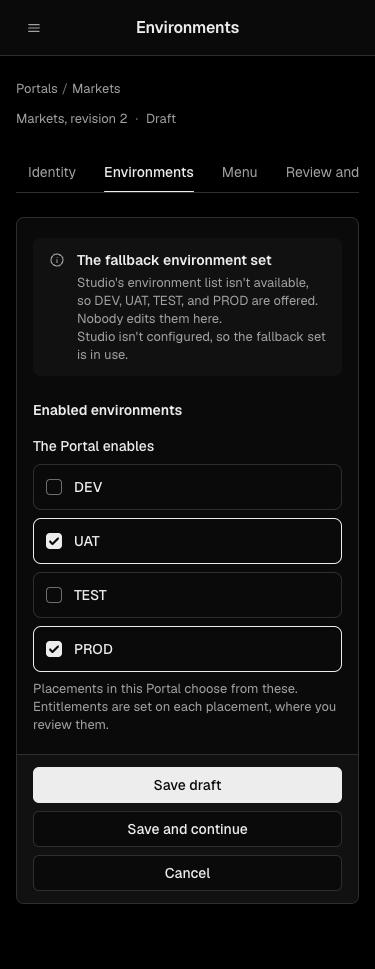 Environments
Portals / Markets
Markets, revision 2 · Draft
Identity Environments Menu Review and
The fallback environment set
Studio's environment list isn't available,
so DEV, UAT, TEST, and PROD are offered.
Nobody edits them here.
Studio isn't configured, so the fallback set
is in use.
Enabled environments
The Portal enables
DEV
UAT
TEST
PROD
Placements in this Portal choose from these.
Entitlements are set on each placement, where you
review them.
Save draft
Save and continue
Cancel